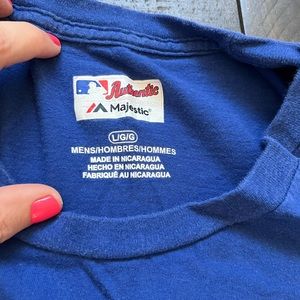 Authentic
Majestic®
L/G/G
MENS/HOMBRES/HOMMES
MADE IN NICARAGUA
HECHO EN NICARAGUA
FABRIQUÉ AU NICARAGUA